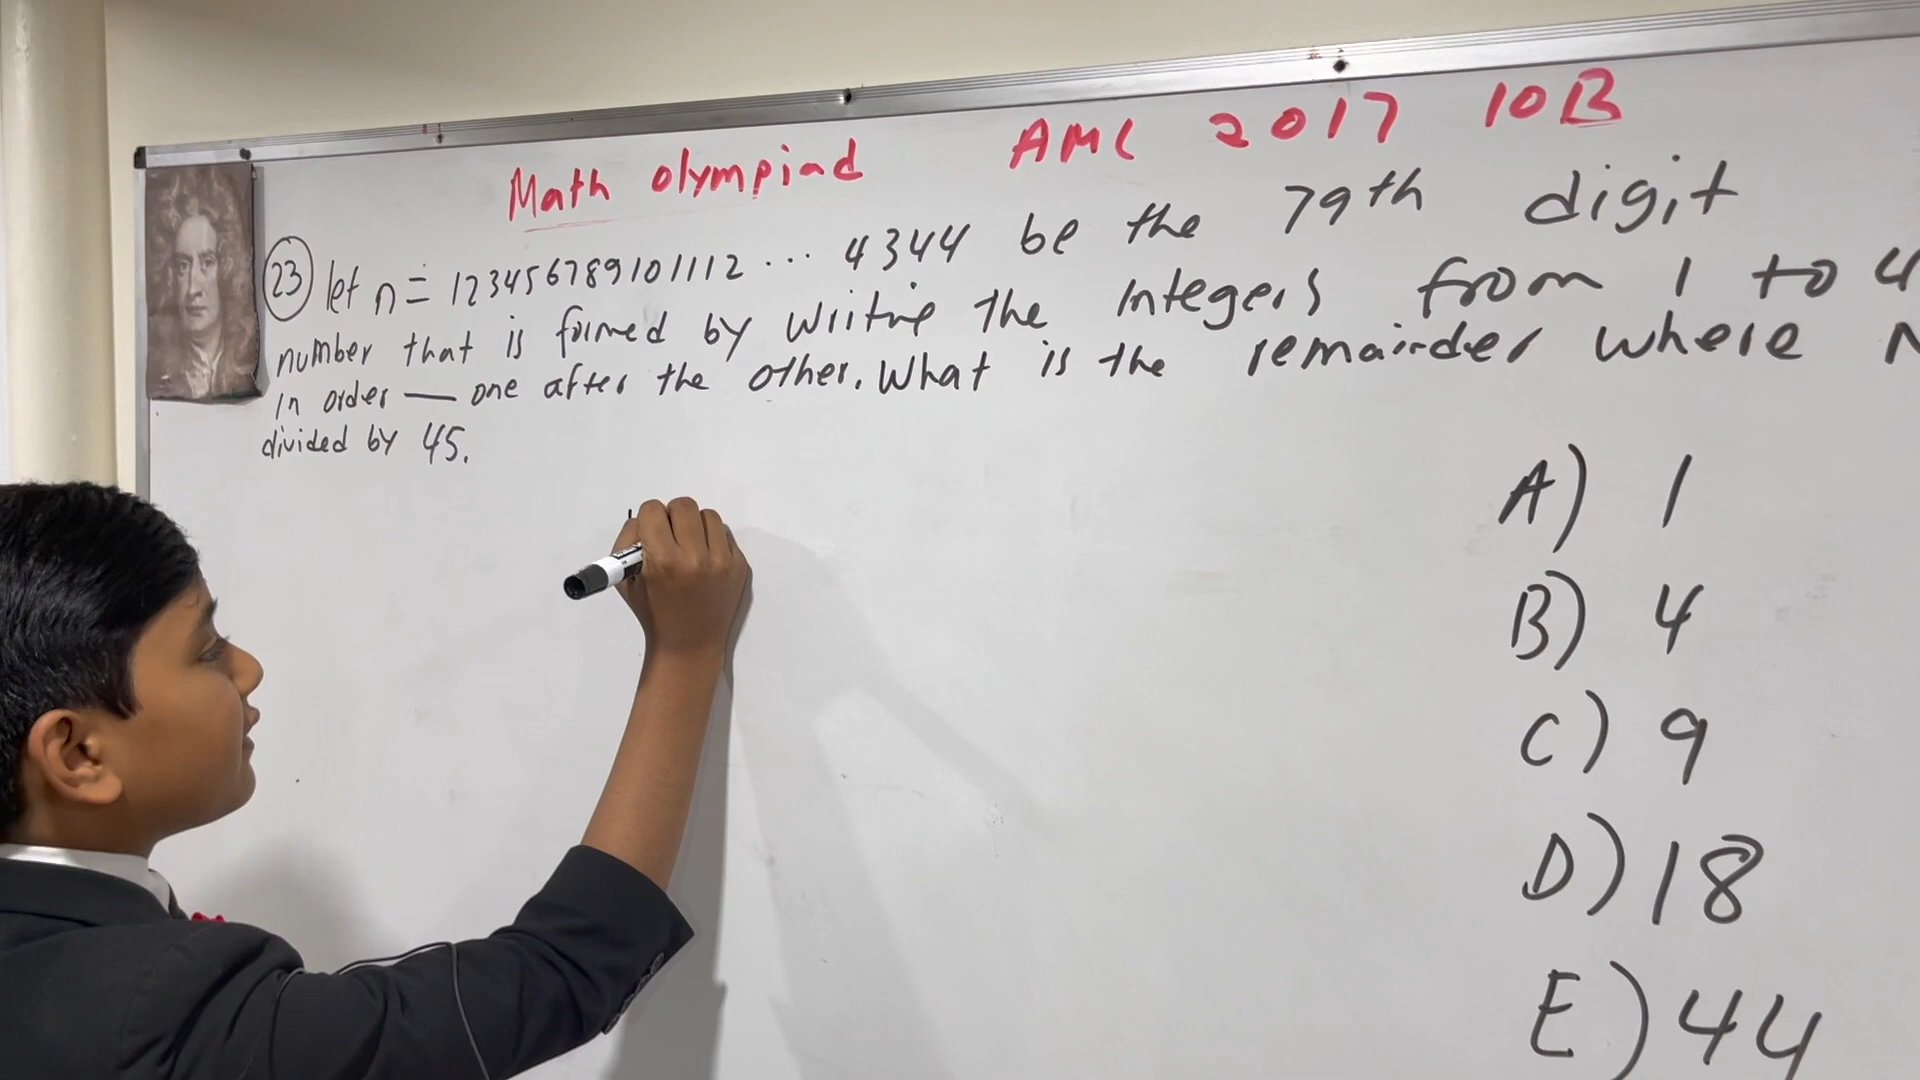 Math olympiad AMC 2017 10B
23 let n = 123456789101112 ... 4344 be the 79th digit
number that is formed by writing the Integers from 1 to 4
In order — one after the other. What is the remainder where N
divided by 45.
A) 1
B) 4
C) 9
D) 18
E) 44